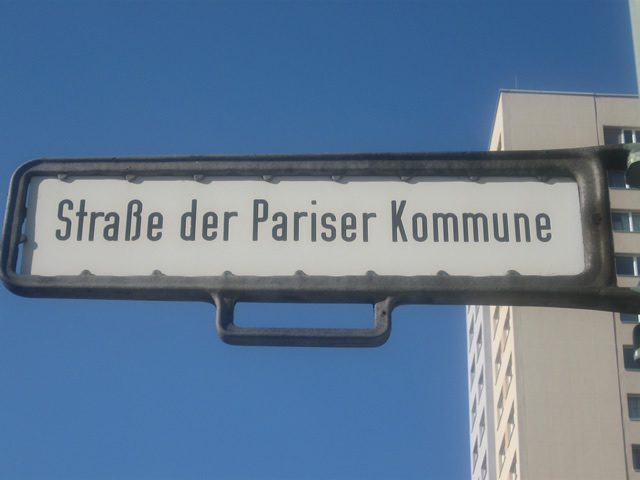 Straße der Pariser Kommune